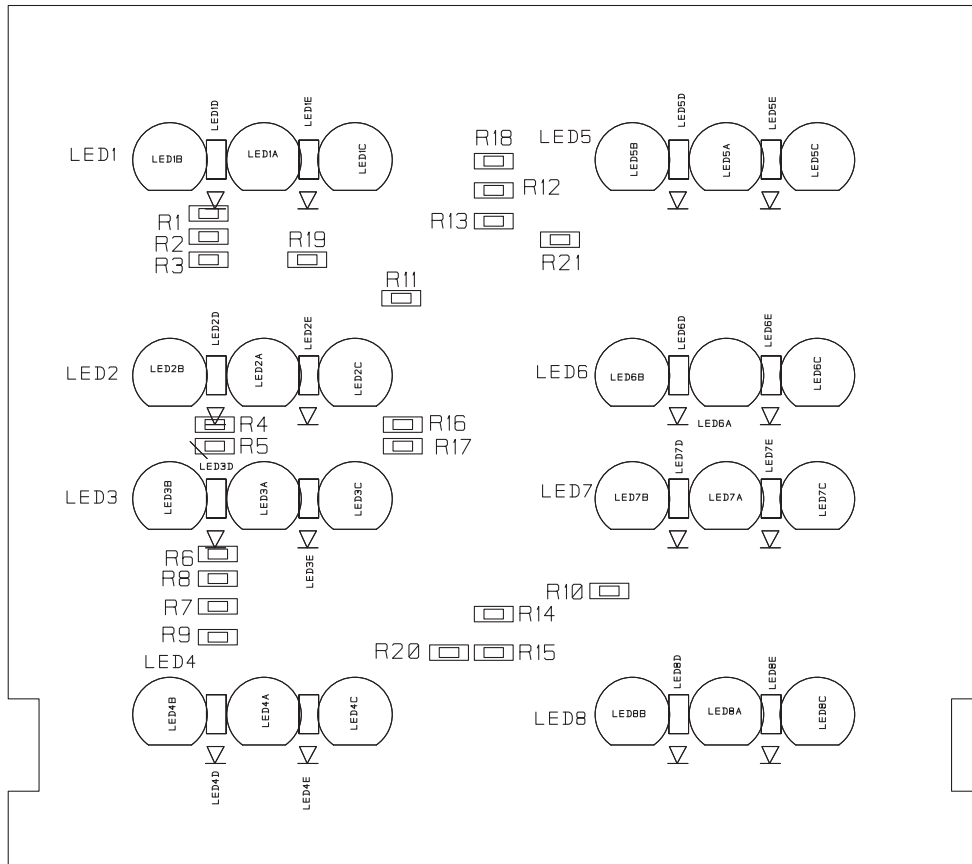 LED1D
LED1E
LED5D
LED5E
LED1
LED1B
LED1A
LED1C
R18
LED5
LED5B
LED5A
LED5C
R12
R1
R13
R2
R19
R21
R3
R11
LED2D
LED2E
LED6D
LED6E
LED2
LED2B
LED2A
LED2C
LED6
LED6B
LED6C
R4
R16
LED6A
R5
R17
LED7D
LED7E
LED3D
LED3
LED3B
LED3A
LED3C
LED7
LED7B
LED7A
LED7C
R6
LED3E
R8
R10
R7
R14
R9
R20
R15
LED4
LED8D
LED8E
LED4B
LED4A
LED4C
LED8
LED8B
LED8A
LED8C
LED4D
LED4E